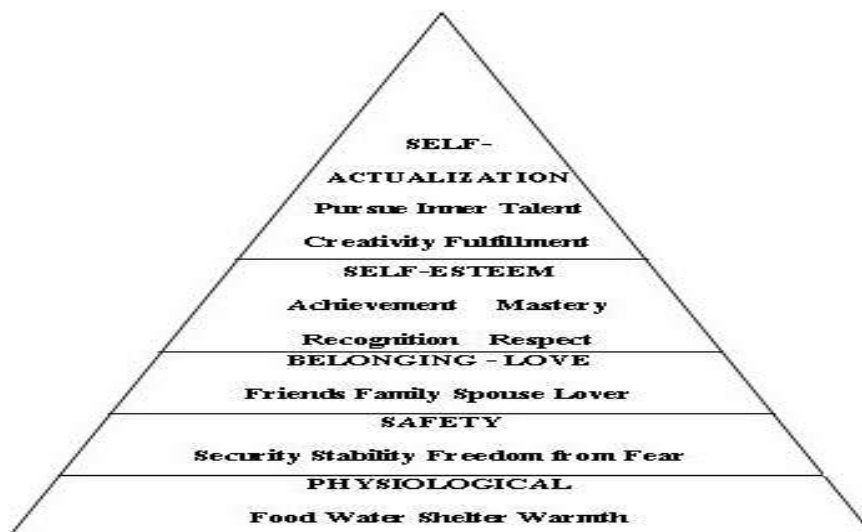 SELF-
ACTUALIZATION
Pursue Inner Talent
Creativity Fulfillment
SELF-ESTEEM
Achievement Mastery
Recognition Respect
BELONGING - LOVE
Friends Family Spouse Lover
SAFETY
Security Stability Freedom from Fear
PHYSIOLOGICAL
Food Water Shelter Warmth